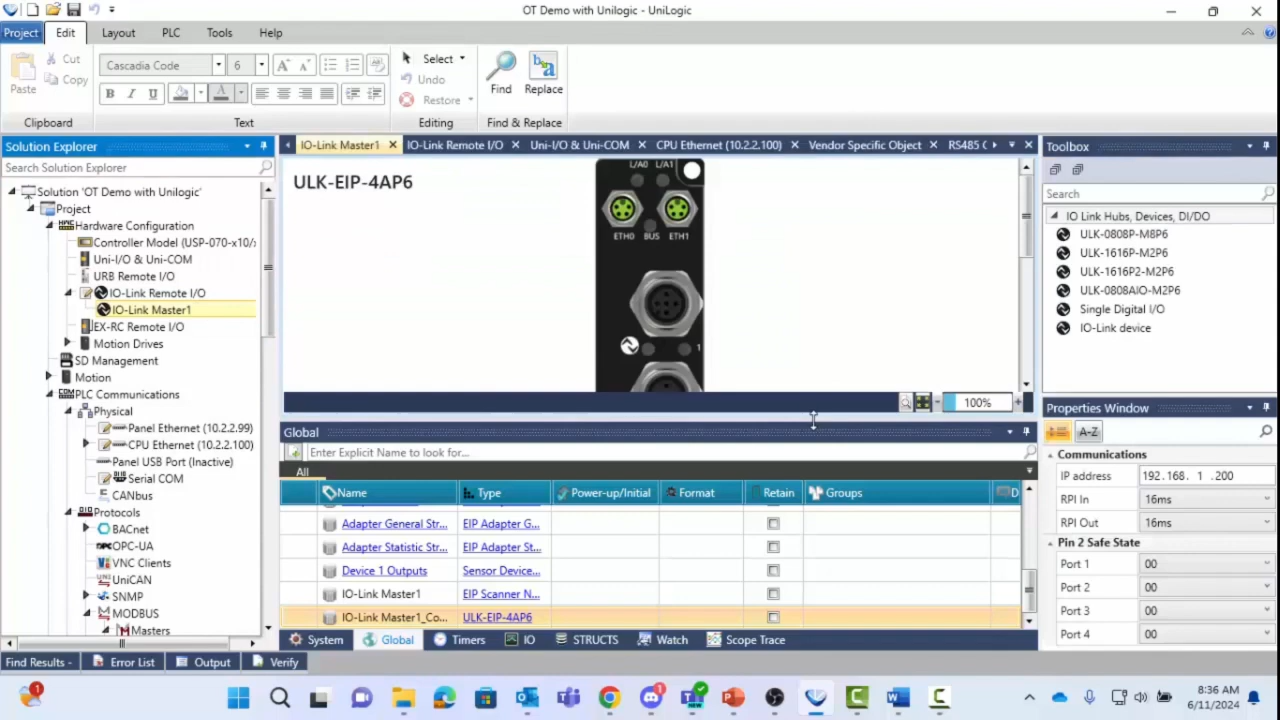 OT Demo with Unilogic - UniLogic
Project Edit Layout PLC Tools Help
Cascadia Code 6
Paste Cut Copy
B I U A
Select
Undo
Restore
Find Replace
Clipboard Text Editing Find & Replace
Solution Explorer
Search Solution Explorer
Solution 'OT Demo with Unilogic'
Project
Hardware Configuration
Controller Model (USP-070-x10/
Uni-I/O & Uni-COM
URB Remote I/O
IO-Link Remote I/O
IO-Link Master1
EX-RC Remote I/O
Motion Drives
SD Management
Motion
PLC Communications
Physical
Panel Ethernet (10.2.2.99)
CPU Ethernet (10.2.2.100)
Panel USB Port (Inactive)
Serial COM
CANbus
Protocols
BACnet
OPC-UA
VNC Clients
UniCAN
SNMP
MODBUS
Masters
IO-Link Master1 IO-Link Remote I/O Uni-I/O & Uni-COM CPU Ethernet (10.2.2.100) Vendor Specific Object RS485 C
ULK-EIP-4AP6
L/A0 L/A1
ETH0 BUS ETH1
1
100%
Global
Enter Explicit Name to look for...
All
Name Type Power-up/Initial Format Retain Groups D
Adapter General Str... EIP Adapter G...
Adapter Statistic Str... EIP Adapter St...
Device 1 Outputs Sensor Device...
IO-Link Master1 EIP Scanner N...
IO-Link Master1_Co... ULK-EIP-4AP6
System Global Timers IO STRUCTS Watch Scope Trace
Toolbox
Search
IO Link Hubs, Devices, DI/DO
ULK-0808P-M8P6
ULK-1616P-M2P6
ULK-1616P2-M2P6
ULK-0808AIO-M2P6
Single Digital I/O
IO-Link device
Properties Window
A-Z
Communications
IP address 192.168. 1 .200
RPI In 16ms
RPI Out 16ms
Pin 2 Safe State
Port 1 00
Port 2 00
Port 3 00
Port 4 00
Find Results - Error List Output Verify
1
1
NEW
8:36 AM
6/11/2024